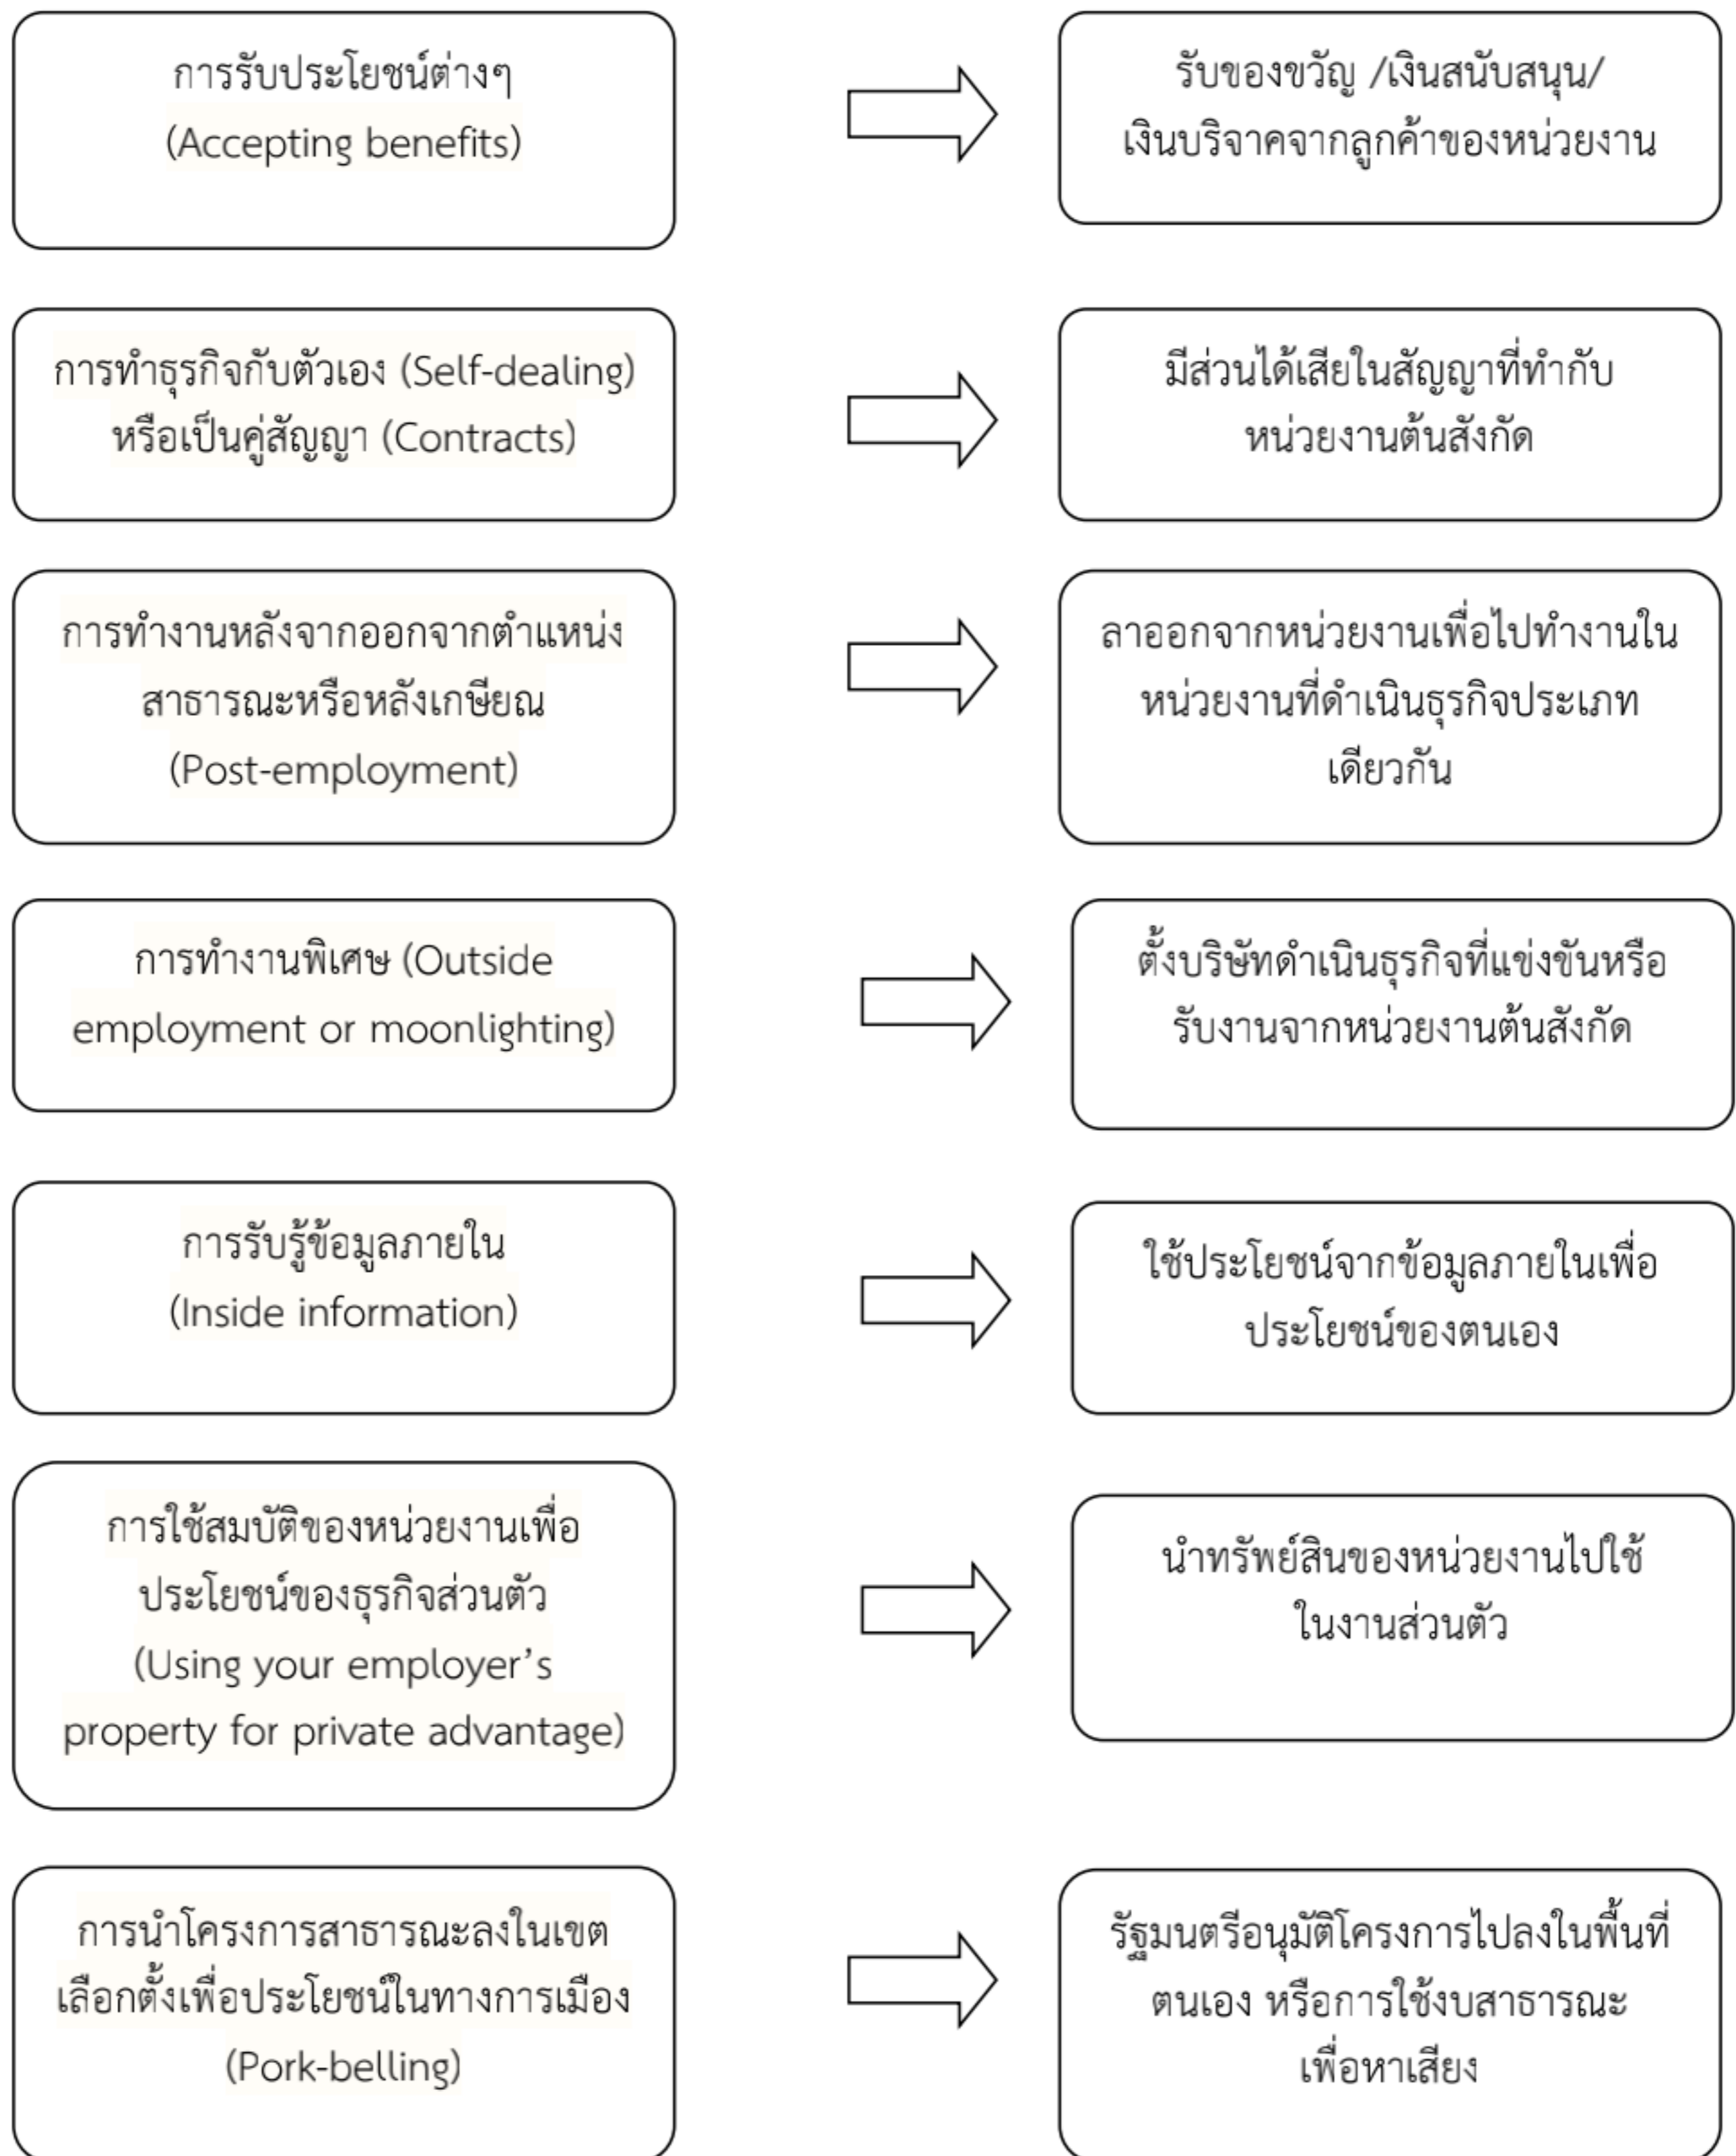 การรับประโยชน์ต่างๆ
(Accepting benefits)
รับของขวัญ /เงินสนับสนุน/
เงินบริจาคจากลูกค้าของหน่วยงาน
การทำธุรกิจกับตัวเอง (Self-dealing)
หรือเป็นคู่สัญญา (Contracts)
มีส่วนได้เสียในสัญญาที่ทำกับ
หน่วยงานต้นสังกัด
การทำงานหลังจากออกจากตำแหน่ง
สาธารณะหรือหลังเกษียณ
(Post-employment)
ลาออกจากหน่วยงานเพื่อไปทำงานใน
หน่วยงานที่ดำเนินธุรกิจประเภท
เดียวกัน
การทำงานพิเศษ (Outside
employment or moonlighting)
ตั้งบริษัทดำเนินธุรกิจที่แข่งขันหรือ
รับงานจากหน่วยงานต้นสังกัด
การรับรู้ข้อมูลภายใน
(Inside information)
ใช้ประโยชน์จากข้อมูลภายในเพื่อ
ประโยชน์ของตนเอง
การใช้สมบัติของหน่วยงานเพื่อ
ประโยชน์ของธุรกิจส่วนตัว
(Using your employer’s
property for private advantage)
นำทรัพย์สินของหน่วยงานไปใช้
ในงานส่วนตัว
การนำโครงการสาธารณะลงในเขต
เลือกตั้งเพื่อประโยชน์ในทางการเมือง
(Pork-belling)
รัฐมนตรีอนุมัติโครงการไปลงในพื้นที่
ตนเอง หรือการใช้งบสาธารณะ
เพื่อหาเสียง